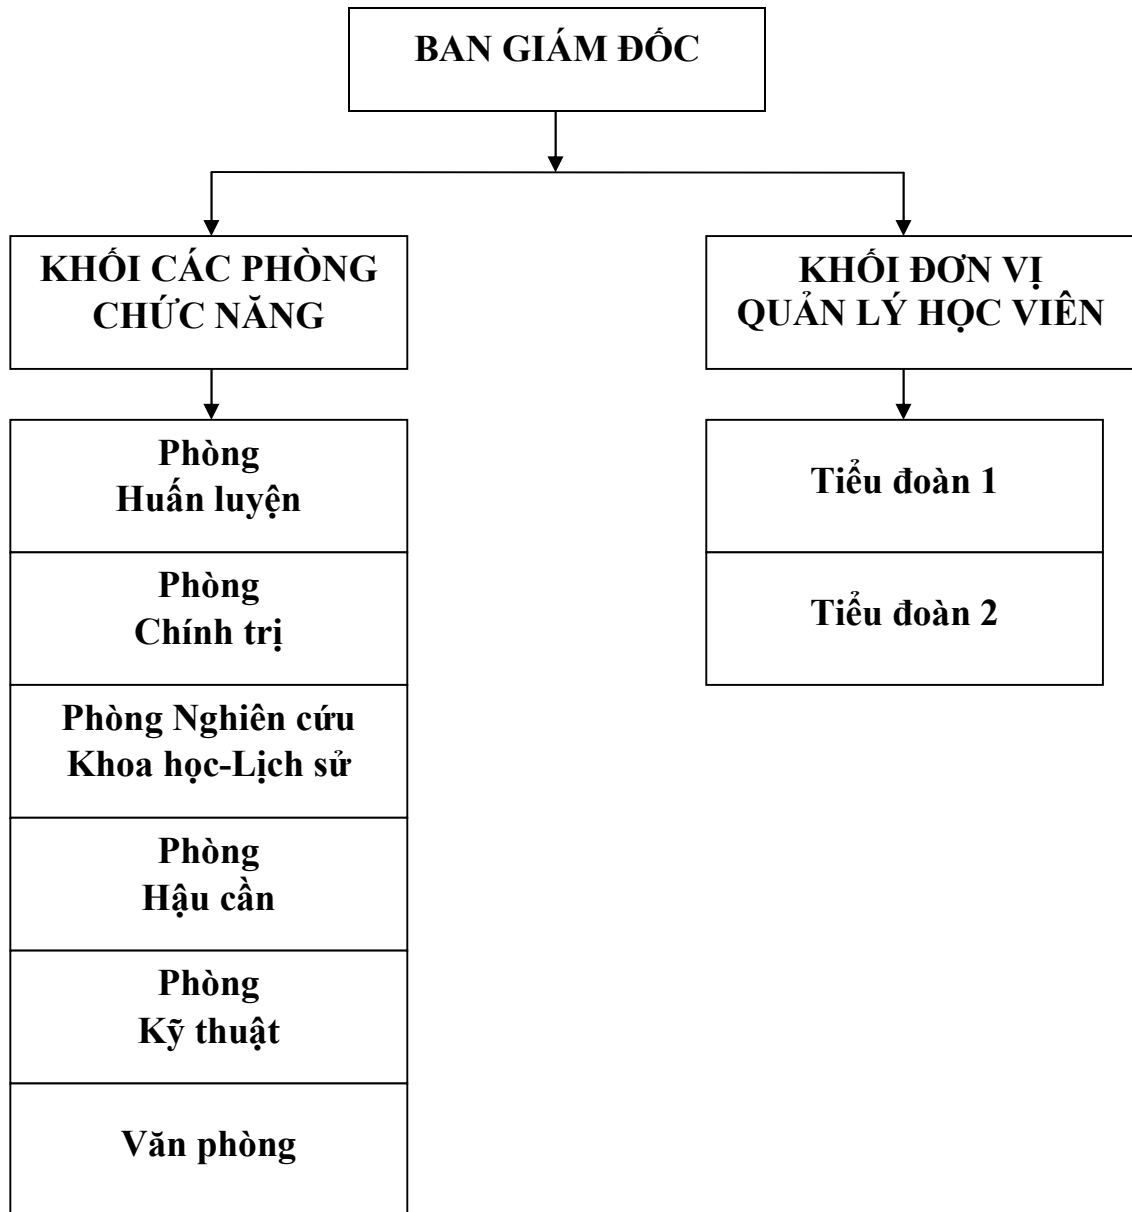 BAN GIÁM ĐỐC
KHỐI CÁC PHÒNG
CHỨC NĂNG
KHỐI ĐƠN VỊ
QUẢN LÝ HỌC VIÊN
Phòng
Huấn luyện
Phòng
Chính trị
Phòng Nghiên cứu
Khoa học-Lịch sử
Phòng
Hậu cần
Phòng
Kỹ thuật
Văn phòng
Tiểu đoàn 1
Tiểu đoàn 2